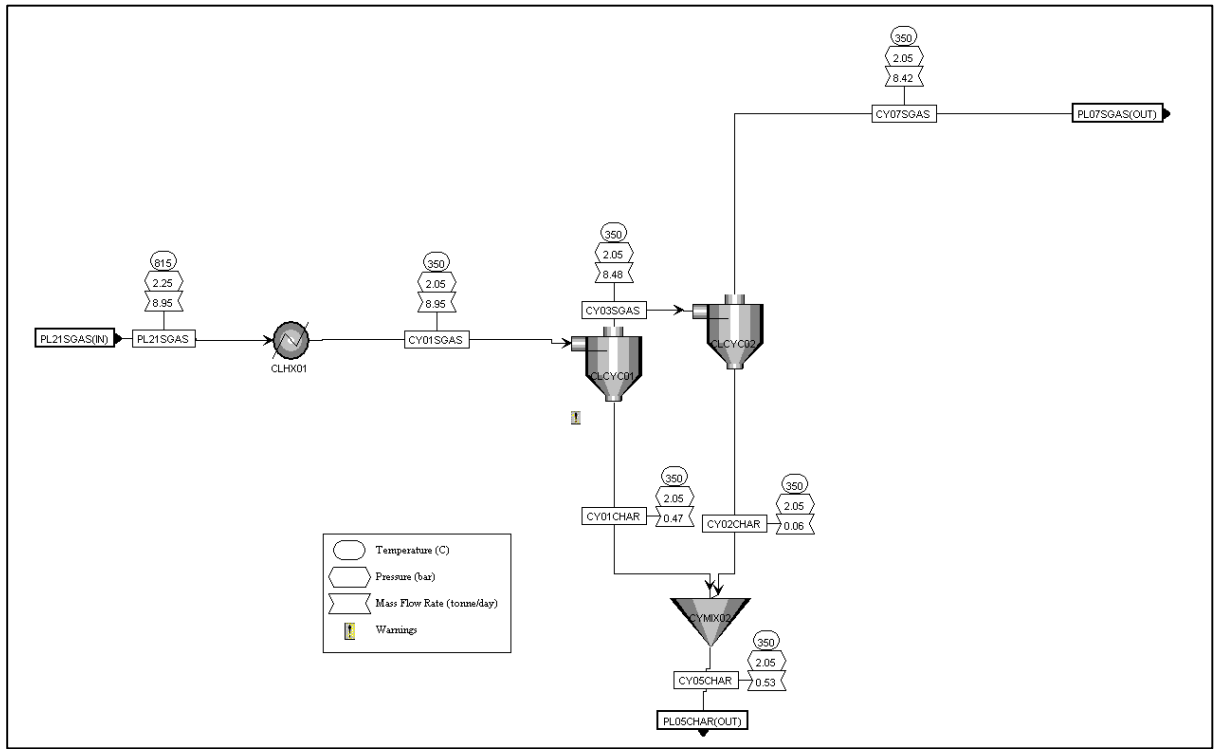 350
2.05
8.42
CY07SGAS
PL07SGAS(OUT)
815
2.25
8.95
PL21SGAS(IN)
PL21SGAS
CLHX01
350
2.05
8.95
CY01SGAS
350
2.05
8.48
CY03SGAS
CLCYC01
CLCYC02
!
350
2.05
0.47
CY01CHAR
350
2.05
0.06
CY02CHAR
Temperature (C)
Pressure (bar)
Mass Flow Rate (tonne/day)
! Warnings
CYMIX02
350
2.05
0.53
CY05CHAR
PL05CHAR(OUT)